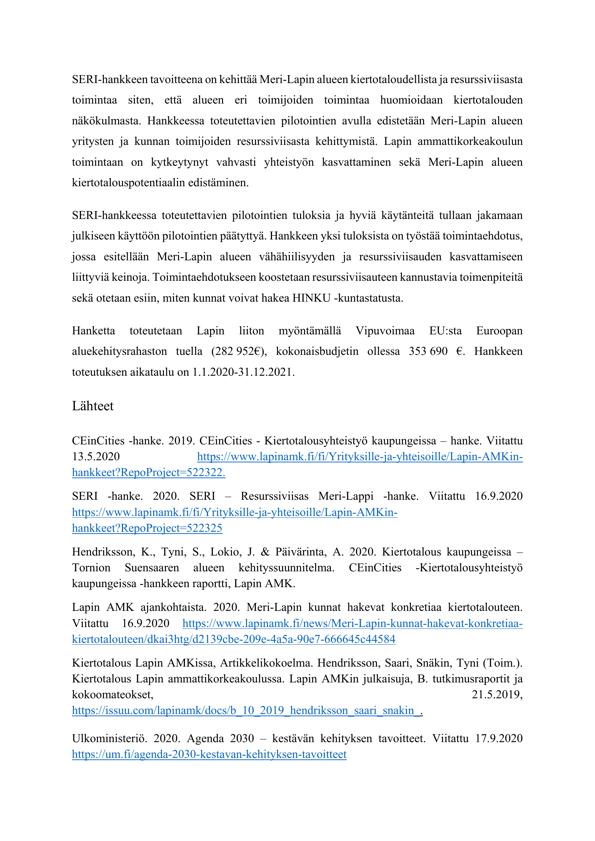 SERI-hankkeen tavoitteena on kehittää Meri-Lapin alueen kiertotaloudellista ja resurssiviisasta
toimintaa siten, että alueen eri toimijoiden toimintaa huomioidaan kiertotalouden
näkökulmasta. Hankkeessa toteutettavien pilotointien avulla edistetään Meri-Lapin alueen
yritysten ja kunnan toimijoiden resurssiviisasta kehittymistä. Lapin ammattikorkeakoulun
toimintaan on kytkeytynyt vahvasti yhteistyön kasvattaminen sekä Meri-Lapin alueen
kiertotalouspotentiaalin edistäminen.
SERI-hankkeessa toteutettavien pilotointien tuloksia ja hyviä käytänteitä tullaan jakamaan
julkiseen käyttöön pilotointien päätyttyä. Hankkeen yksi tuloksista on työstää toimintaehdotus,
jossa esitellään Meri-Lapin alueen vähähiilisyyden ja resurssiviisauden kasvattamiseen
liittyviä keinoja. Toimintaehdotukseen koostetaan resurssiviisauteen kannustavia toimenpiteitä
sekä otetaan esiin, miten kunnat voivat hakea HINKU -kuntastatusta.
Hanketta toteutetaan Lapin liiton myöntämällä Vipuvoimaa EU:sta Euroopan
aluekehitysrahaston tuella (282 952€), kokonaisbudjetin ollessa 353 690 €. Hankkeen
toteutuksen aikataulu on 1.1.2020-31.12.2021.
Lähteet
CEinCities -hanke. 2019. CEinCities - Kiertotalousyhteistyö kaupungeissa – hanke. Viitattu
13.5.2020 https://www.lapinamk.fi/fi/Yrityksille-ja-yhteisoille/Lapin-AMKin-
hankkeet?RepoProject=522322.
SERI -hanke. 2020. SERI – Resurssiviisas Meri-Lappi -hanke. Viitattu 16.9.2020
https://www.lapinamk.fi/fi/Yrityksille-ja-yhteisoille/Lapin-AMKin-
hankkeet?RepoProject=522325
Hendriksson, K., Tyni, S., Lokio, J. & Päivärinta, A. 2020. Kiertotalous kaupungeissa –
Tornion Suensaaren alueen kehityssuunnitelma. CEinCities -Kiertotalousyhteistyö
kaupungeissa -hankkeen raportti, Lapin AMK.
Lapin AMK ajankohtaista. 2020. Meri-Lapin kunnat hakevat konkretiaa kiertotalouteen.
Viitattu 16.9.2020 https://www.lapinamk.fi/news/Meri-Lapin-kunnat-hakevat-konkretiaa-
kiertotalouteen/dkai3htg/d2139cbe-209e-4a5a-90e7-666645c44584
Kiertotalous Lapin AMKissa, Artikkelikokoelma. Hendriksson, Saari, Snäkin, Tyni (Toim.).
Kiertotalous Lapin ammattikorkeakoulussa. Lapin AMKin julkaisuja, B. tutkimusraportit ja
kokoomateokset, 21.5.2019,
https://issuu.com/lapinamk/docs/b_10_2019_hendriksson_saari_snakin_.
Ulkoministeriö. 2020. Agenda 2030 – kestävän kehityksen tavoitteet. Viitattu 17.9.2020
https://um.fi/agenda-2030-kestavan-kehityksen-tavoitteet